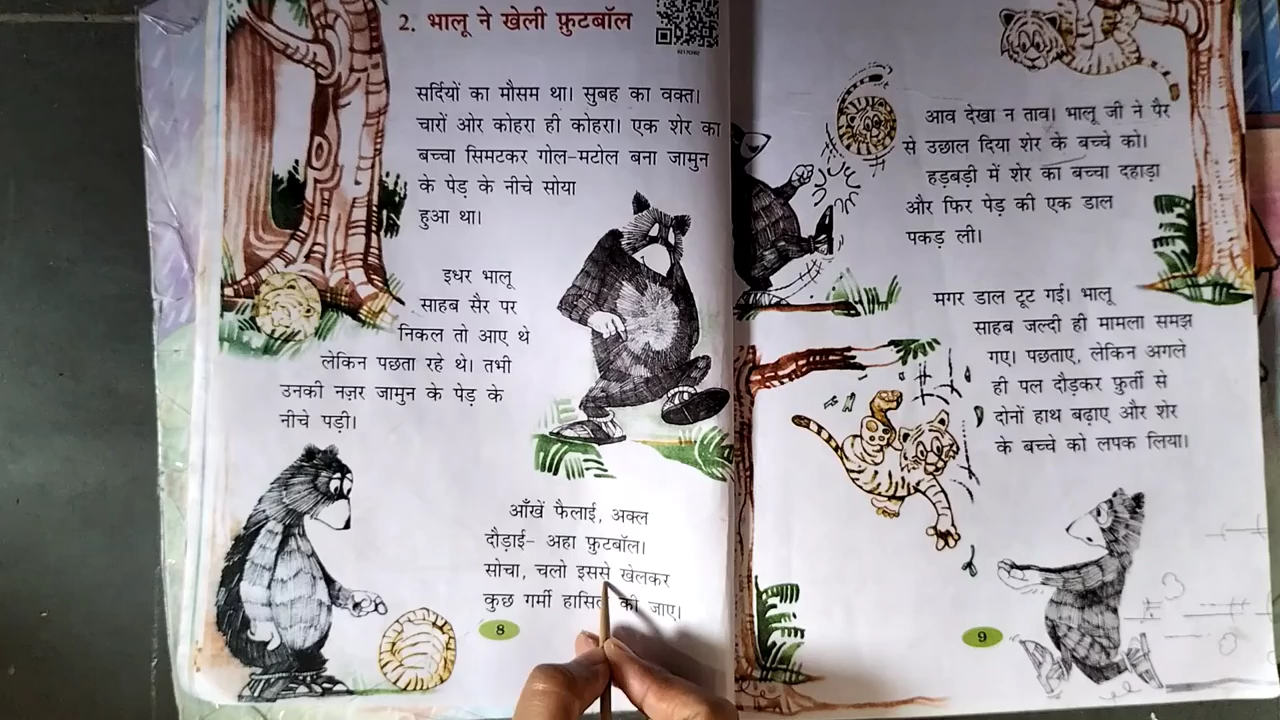 2. भालू ने खेली फ़ुटबॉल
सर्दियों का मौसम था। सुबह का वक्त।
चारों ओर कोहरा ही कोहरा। एक शेर का
बच्चा सिमटकर गोल-मटोल बना जामुन
के पेड़ के नीचे सोया
हुआ था।
इधर भालू
साहब सैर पर
निकल तो आए थे
लेकिन पछता रहे थे। तभी
उनकी नज़र जामुन के पेड़ के
नीचे पड़ी।
आँखें फैलाई, अक्ल
दौड़ाई- अहा फ़ुटबॉल।
सोचा, चलो इससे खेलकर
कुछ गर्मी हासिल की जाए।
8
आव देखा न ताव। भालू जी ने पैर
से उछाल दिया शेर के बच्चे को।
हड़बड़ी में शेर का बच्चा दहाड़ा
और फिर पेड़ की एक डाल
पकड़ ली।
मगर डाल टूट गई। भालू
साहब जल्दी ही मामला समझ
गए। पछताए, लेकिन अगले
ही पल दौड़कर फ़ुर्ती से
दोनों हाथ बढ़ाए और शेर
के बच्चे को लपक लिया।
9